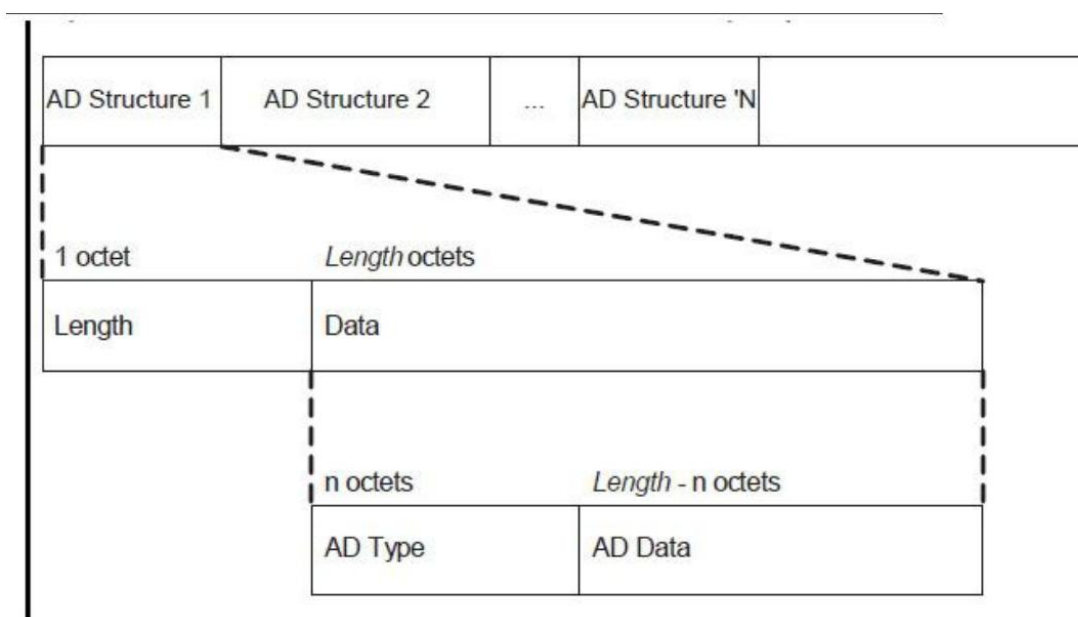 AD Structure 1 AD Structure 2 ... AD Structure 'N
1 octet Length octets
Length Data
n octets Length - n octets
AD Type AD Data